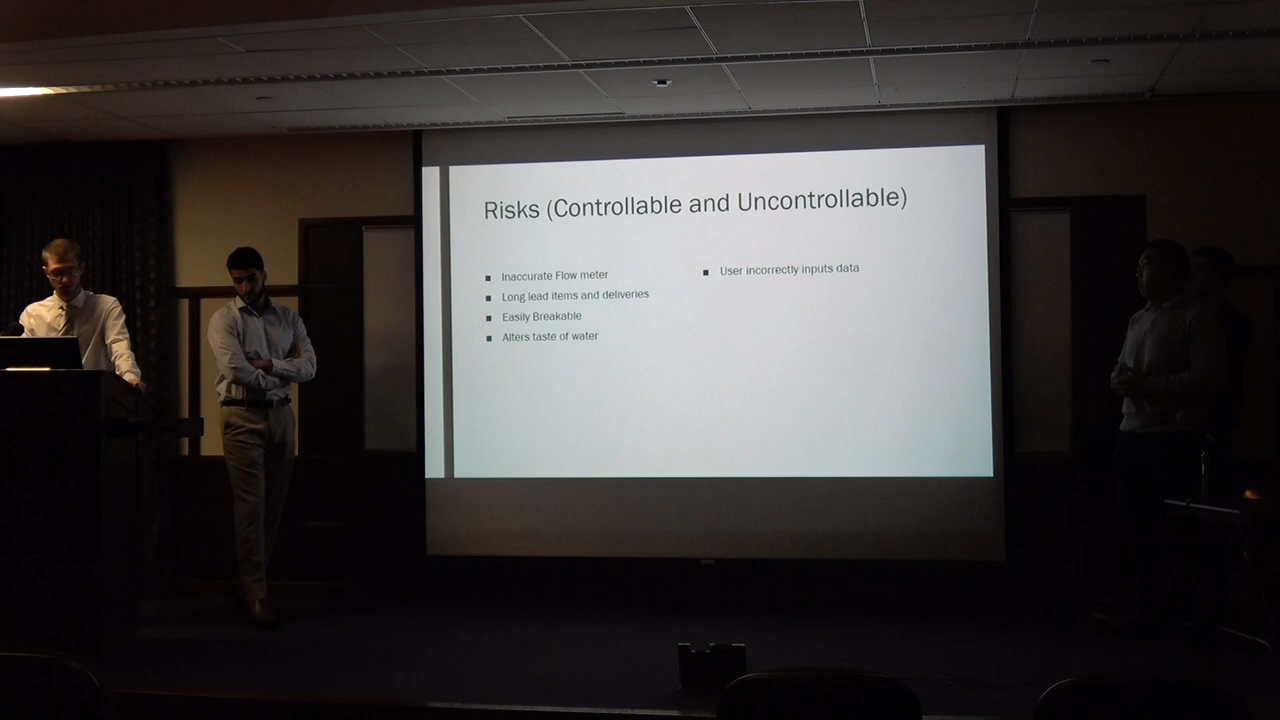 Risks (Controllable and Uncontrollable)
Inaccurate Flow meter
Long lead items and deliveries
Easily Breakable
Alters taste of water
User incorrectly inputs data